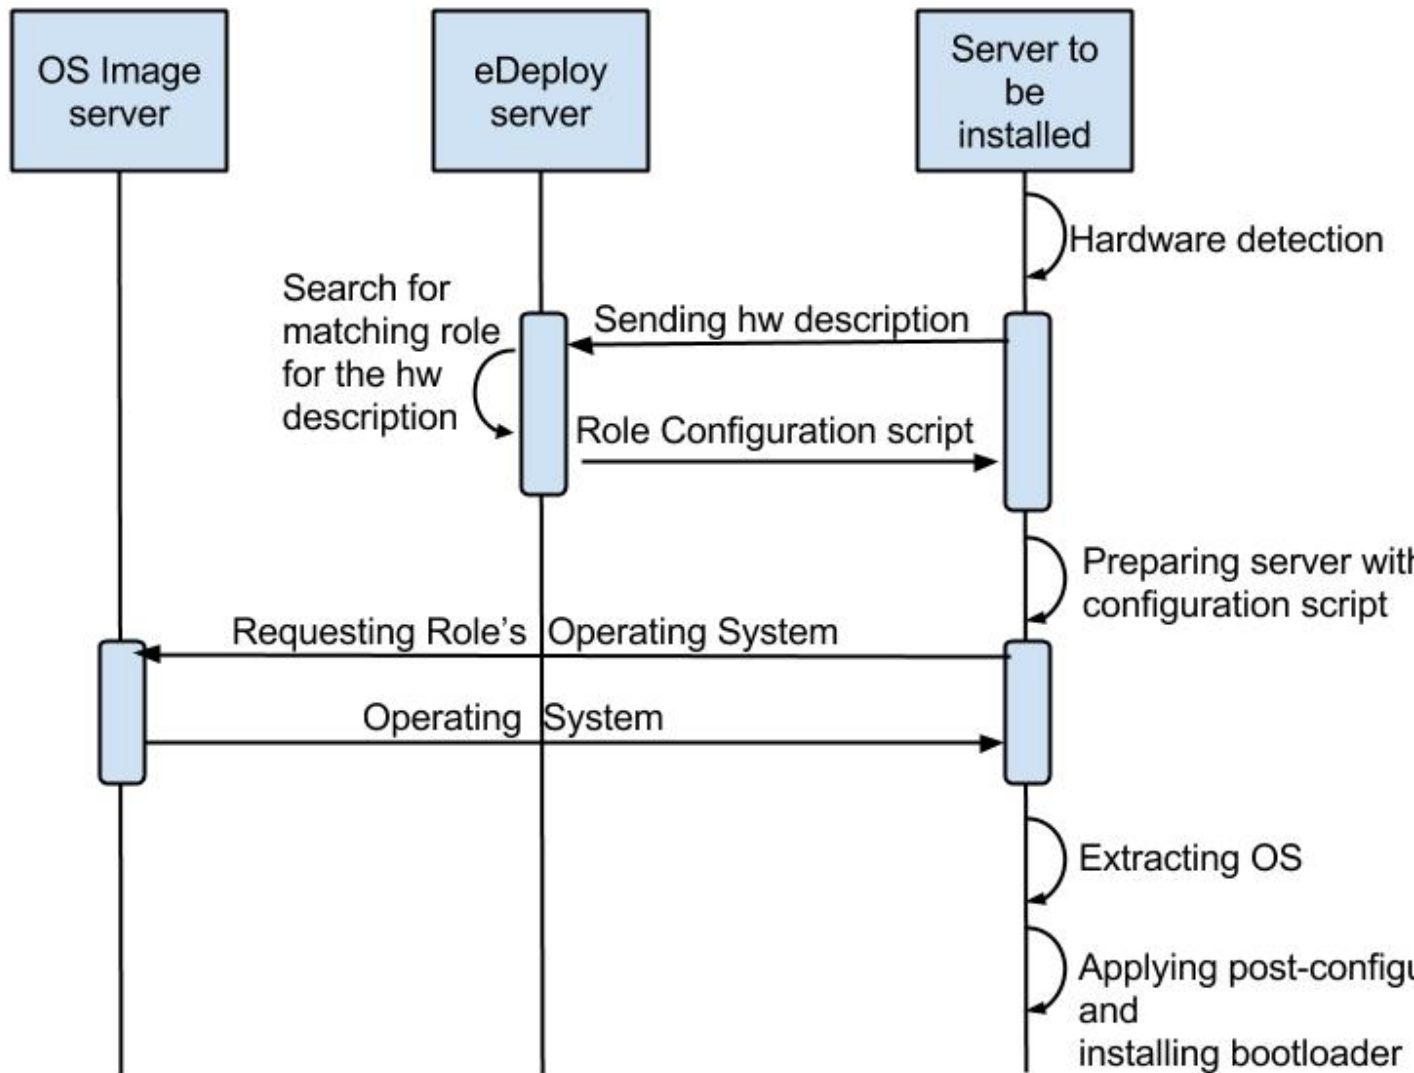 OS Image
server
eDeploy
server
Server to
be
installed
Hardware detection
Search for
matching role
for the hw
description
Sending hw description
Role Configuration script
Preparing server with
configuration script
Requesting Role's Operating System
Operating System
Extracting OS
Applying post-configu
and
installing bootloader